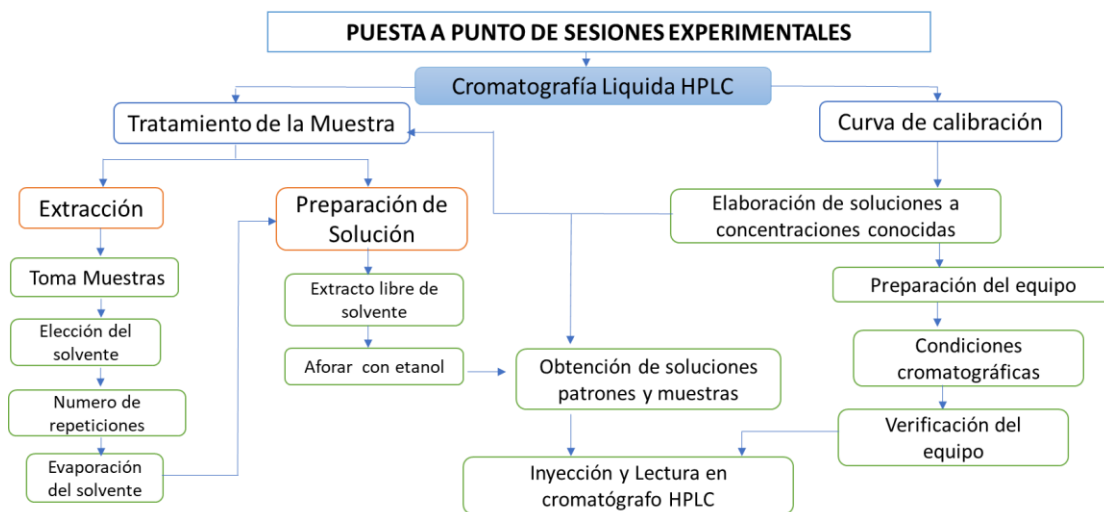 PUESTA A PUNTO DE SESIONES EXPERIMENTALES
Cromatografía Liquida HPLC
Tratamiento de la Muestra
Curva de calibración
Extracción
Preparación de
Solución
Elaboración de soluciones a
concentraciones conocidas
Toma Muestras
Extracto libre de
solvente
Preparación del equipo
Elección del
solvente
Aforar con etanol
Obtención de soluciones
patrones y muestras
Condiciones
cromatográficas
Numero de
repeticiones
Verificación del
equipo
Evaporación
del solvente
Inyección y Lectura en
cromatógrafo HPLC